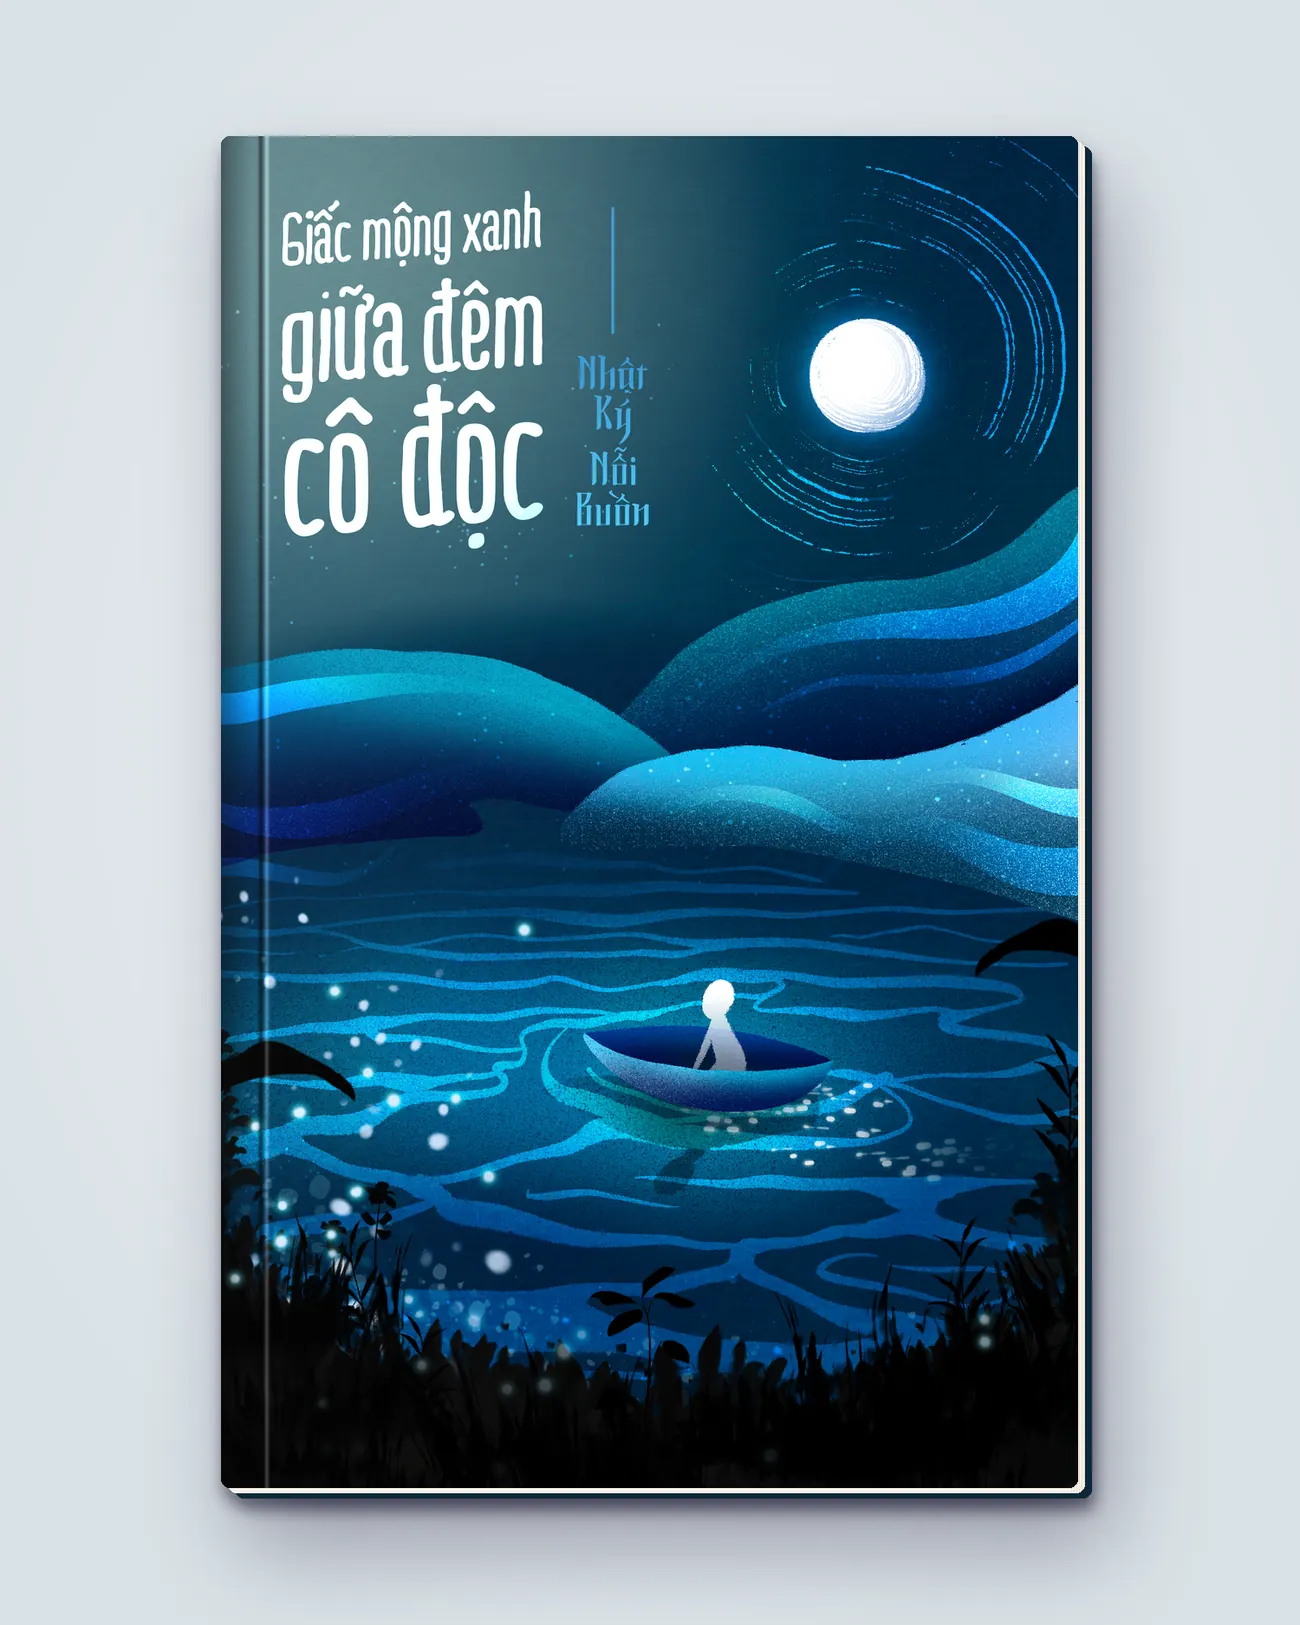 Giấc mộng xanh
giữa đêm
cô độc
Nhật
Ký
Nỗi
Buồn